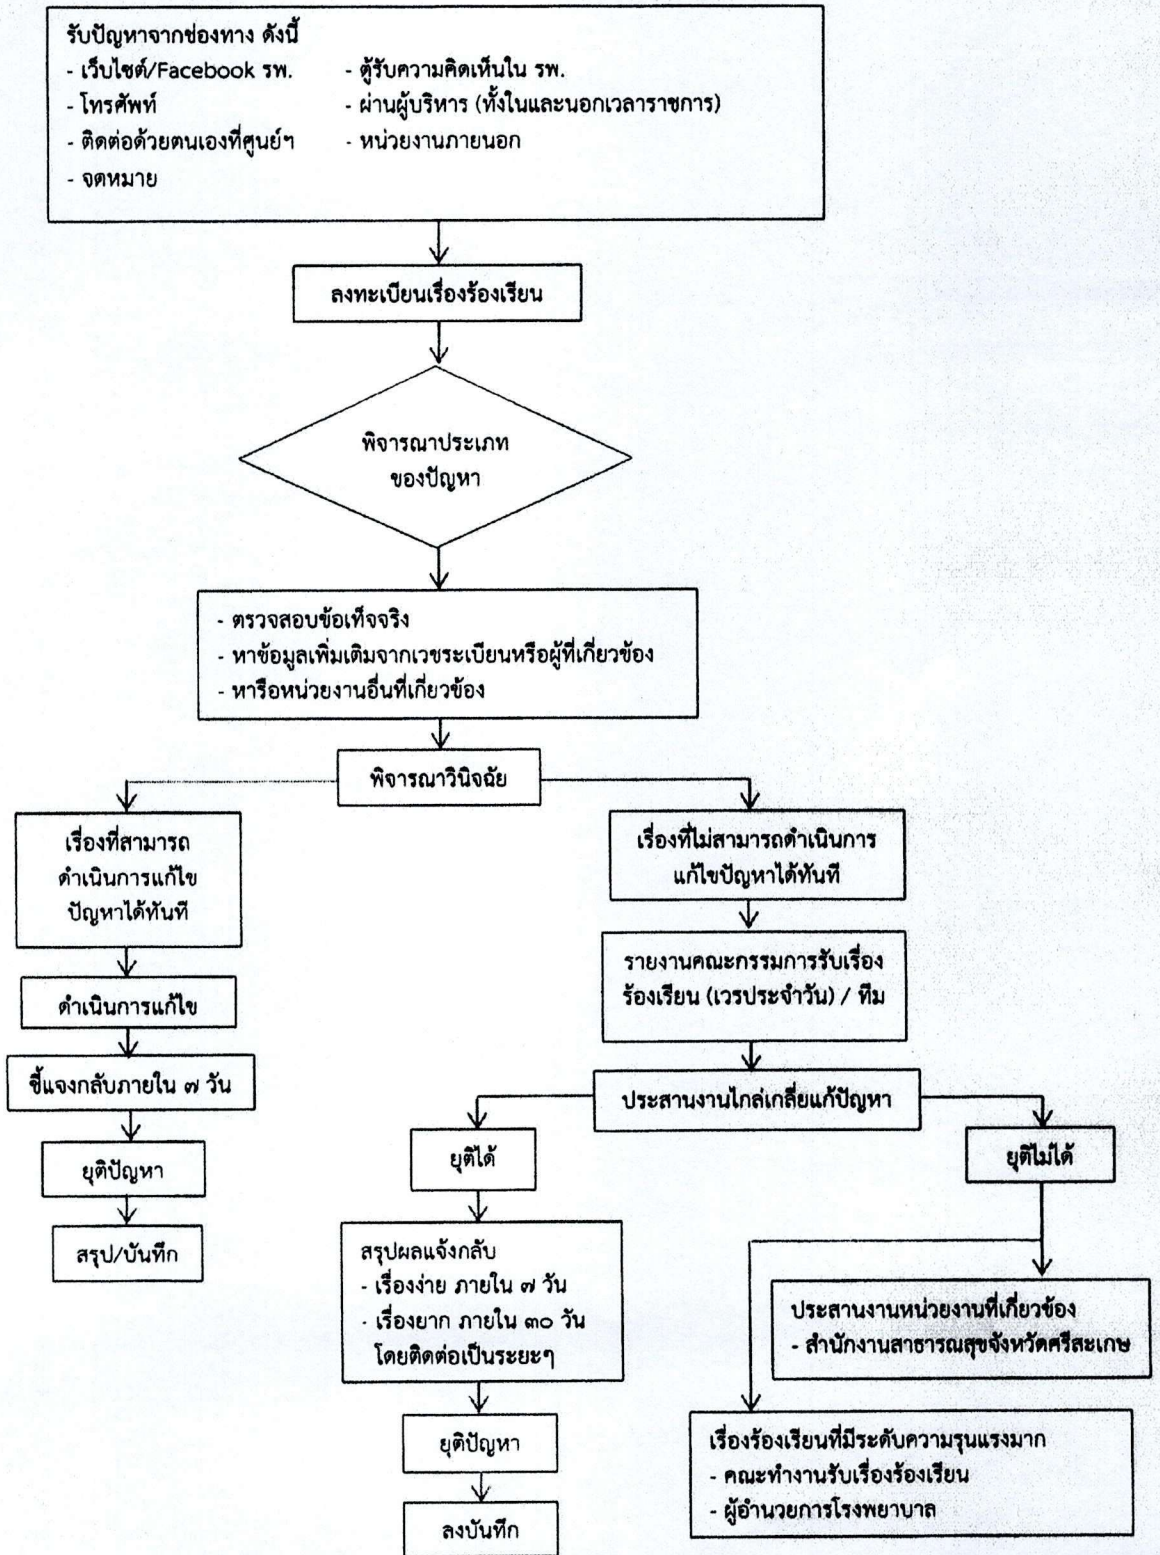 รับปัญหาจากช่องทาง ดังนี้
- เว็บไซต์/Facebook รพ. - ตู้รับความคิดเห็นใน รพ.
- โทรศัพท์ - ผ่านผู้บริหาร (ทั้งในและนอกเวลาราชการ)
- ติดต่อด้วยตนเองที่ศูนย์ฯ - หน่วยงานภายนอก
- จดหมาย
ลงทะเบียนเรื่องร้องเรียน
พิจารณาประเภท
ของปัญหา
- ตรวจสอบข้อเท็จจริง
- หาข้อมูลเพิ่มเติมจากเวชระเบียนหรือผู้ที่เกี่ยวข้อง
- หารือหน่วยงานอื่นที่เกี่ยวข้อง
พิจารณาวินิจฉัย
เรื่องที่สามารถ
ดำเนินการแก้ไข
ปัญหาได้ทันที
ดำเนินการแก้ไข
ชี้แจงกลับภายใน ๗ วัน
ยุติปัญหา
สรุป/บันทึก
เรื่องที่ไม่สามารถดำเนินการ
แก้ไขปัญหาได้ทันที
รายงานคณะกรรมการรับเรื่อง
ร้องเรียน (เวรประจำวัน) / ทีม
ประสานงานไกล่เกลี่ยแก้ปัญหา
ยุติได้
สรุปผลแจ้งกลับ
- เรื่องง่าย ภายใน ๗ วัน
- เรื่องยาก ภายใน ๓๐ วัน
โดยติดต่อเป็นระยะๆ
ยุติปัญหา
ลงบันทึก
ยุติไม่ได้
ประสานงานหน่วยงานที่เกี่ยวข้อง
- สำนักงานสาธารณสุขจังหวัดศรีสะเกษ
เรื่องร้องเรียนที่มีระดับความรุนแรงมาก
- คณะทำงานรับเรื่องร้องเรียน
- ผู้อำนวยการโรงพยาบาล